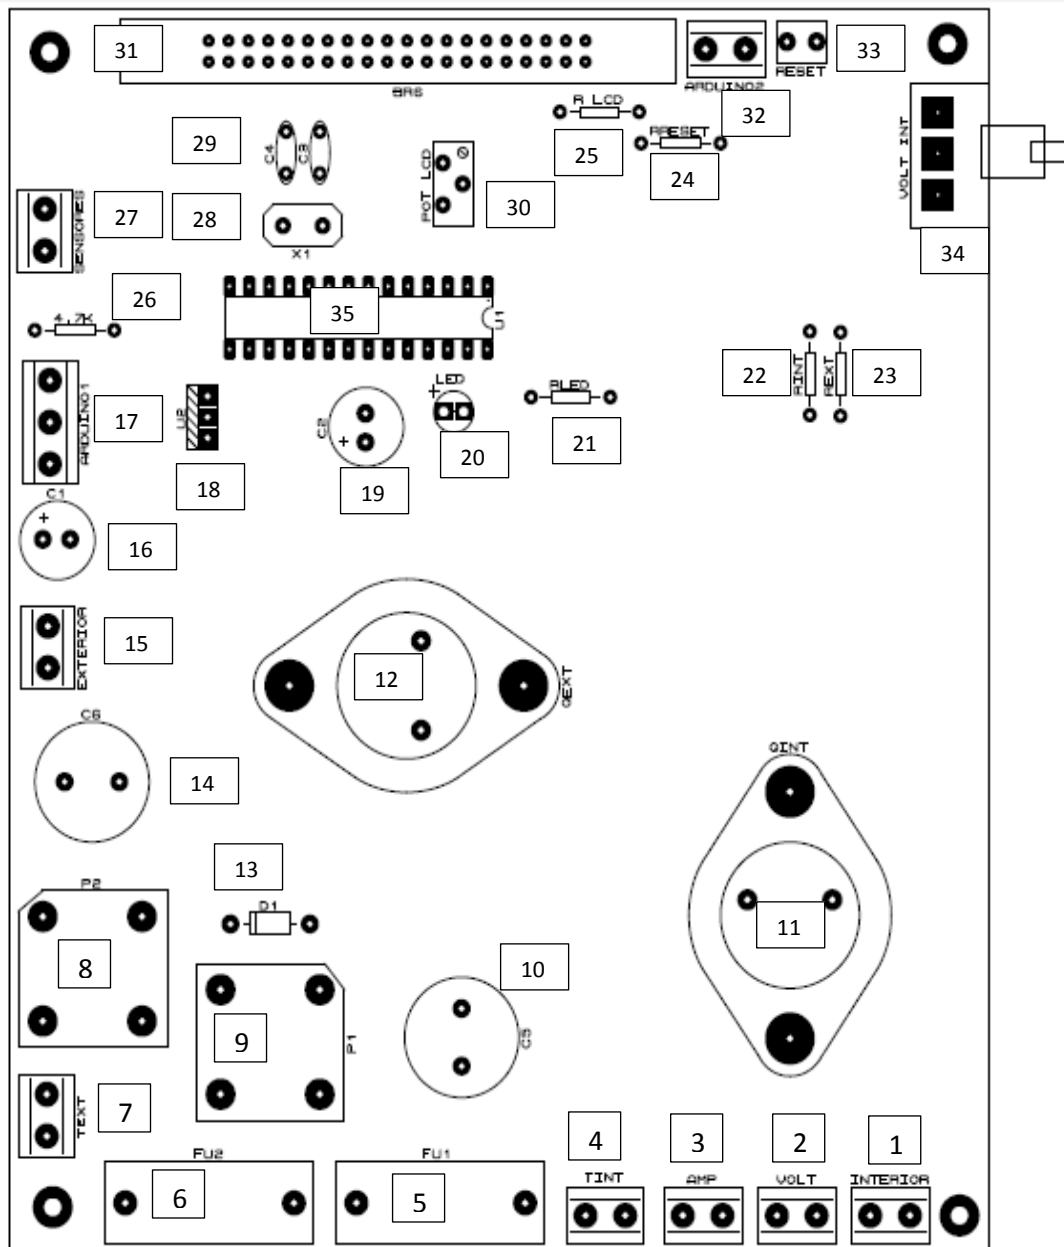 31
33
RESET
ARDUINO2
BRG
R LCD
32
VOLT INT
RRESET
29
C4
C3
25
24
POT LCD
30
SENSORES
27
28
X1
34
26
4.7K
35
U1
22
RINT
REXT
23
ARDUINO1
17
U2
18
C2
+
19
+
LED
20
RLED
21
C1
+
16
EXTERIOR
15
12
QEXT
C6
14
QINT
13
P2
D1
8
11
10
9
P1
C5
TEXT
7
4
3
2
1
FU2
FU1
TINT
AMP
VOLT
INTERIOR
6
5